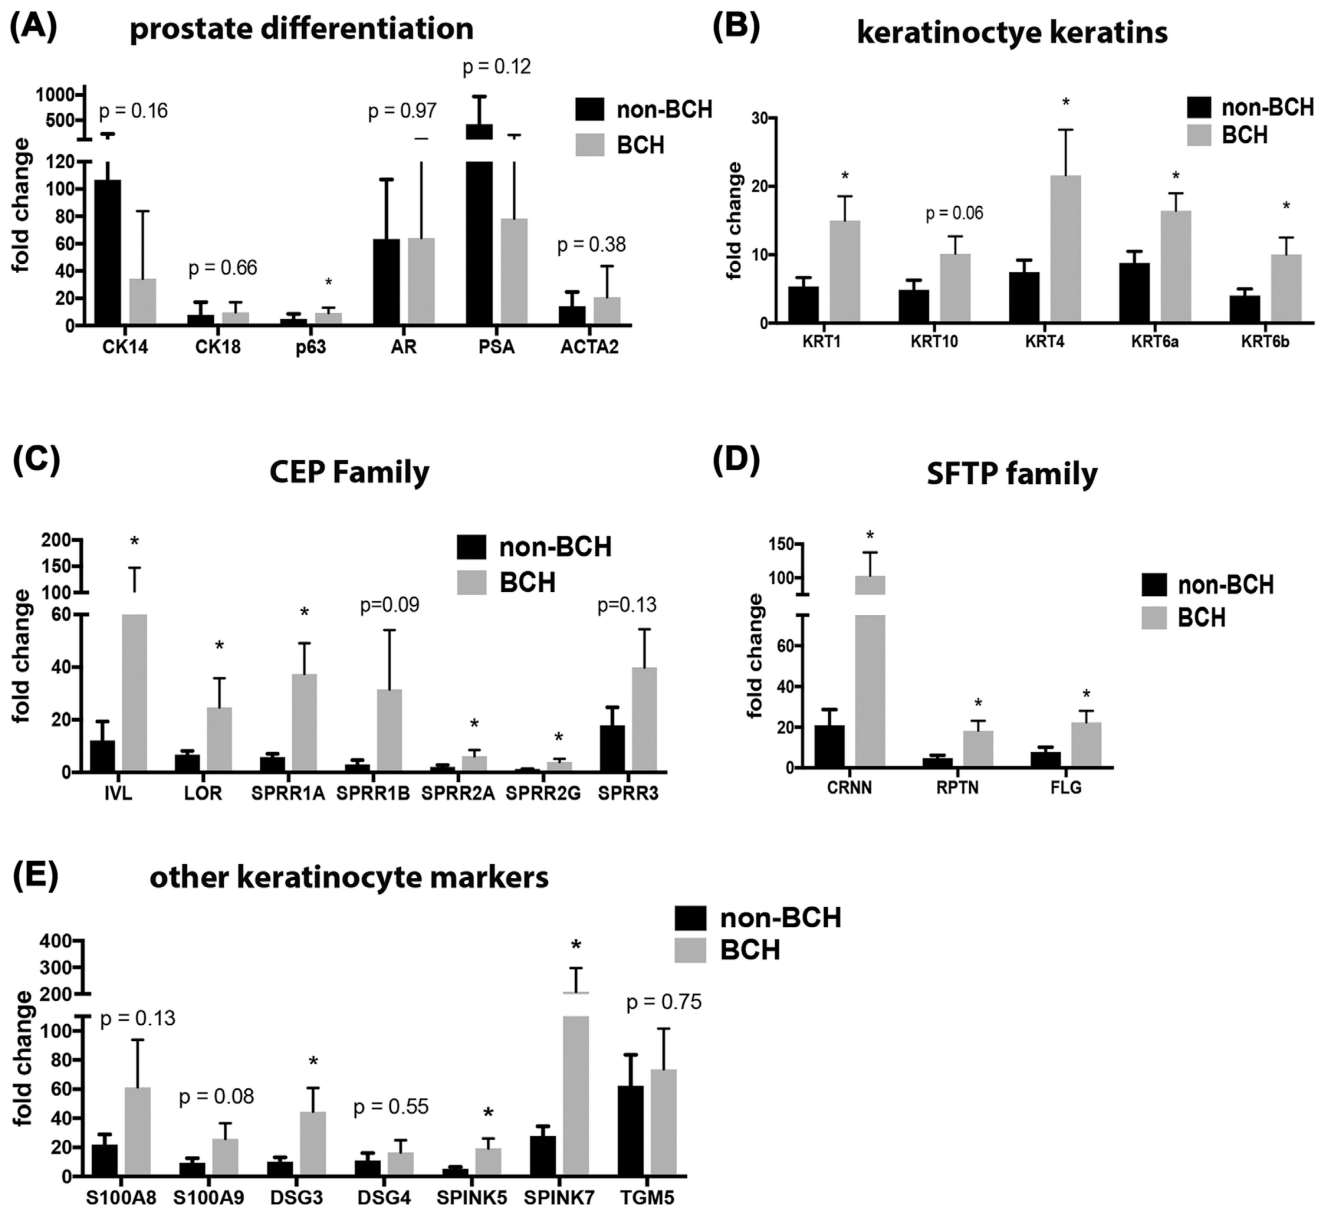 (A) prostate differentiation
p = 0.12
1000
500
p = 0.16
p = 0.97
non-BCH
BCH
120
100
80
60
40
20
0
fold change
p = 0.66
*
p = 0.38
CK14 CK18 p63 AR PSA ACTA2
(B) keratinoctye keratins
non-BCH
BCH
30
20
10
0
fold change
* p = 0.06 * * *
KRT1 KRT10 KRT4 KRT6a KRT6b
(C) CEP Family
200
150
100
60
40
20
0
fold change
non-BCH
BCH
* * * p=0.09 * * p=0.13
IVL LOR SPRR1A SPRR1B SPRR2A SPRR2G SPRR3
(D) SFTP family
150
100
60
40
20
0
fold change
non-BCH
BCH
* * *
CRNN RPTN FLG
(E) other keratinocyte markers
non-BCH
BCH
400
300
200
100
80
60
40
20
0
fold change
p = 0.13 p = 0.08 * p = 0.55 * * p = 0.75
S100A8 S100A9 DSG3 DSG4 SPINK5 SPINK7 TGM5